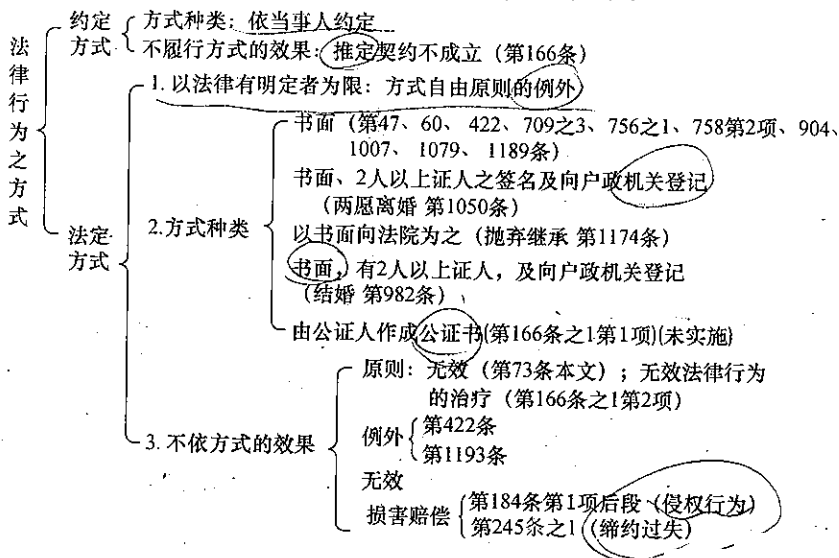 法律行为之方式
约定方式
方式种类：依当事人约定
不履行方式的效果：推定契约不成立（第166条）
法定方式
1. 以法律有明定者为限：方式自由原则的例外
2.方式种类
书面（第47、60、422、709之3、756之1、758第2项、904、
1007、1079、1189条）
书面、2人以上证人之签名及向户政机关登记
（两愿离婚 第1050条）
以书面向法院为之（抛弃继承 第1174条）
书面，有2人以上证人，及向户政机关登记
（结婚 第982条）
由公证人作成公证书(第166条之1第1项)(未实施)
3. 不依方式的效果
原则：无效（第73条本文）；无效法律行为
的治疗（第166条之1第2项）
例外
第422条
第1193条
无效
损害赔偿
第184条第1项后段（侵权行为）
第245条之1（缔约过失）